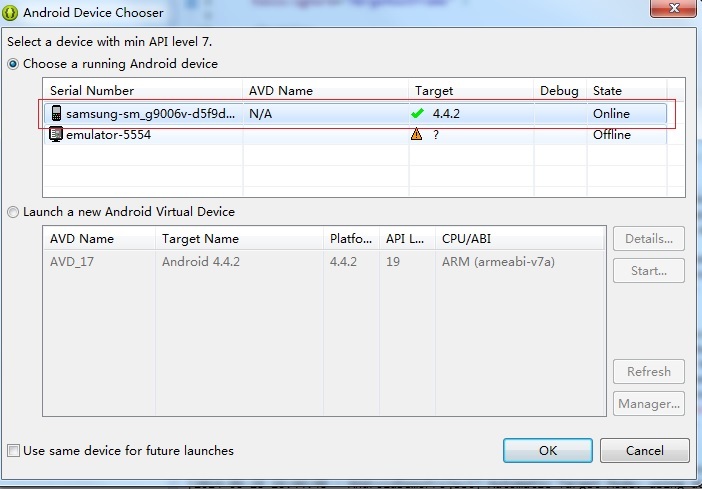 Android Device Chooser
Select a device with min API level 7.
Choose a running Android device
Serial Number AVD Name Target Debug State
samsung-sm_g9006v-d5f9d... N/A 4.4.2 Online
emulator-5554 ? Offline
Launch a new Android Virtual Device
AVD Name Target Name Platfo... API L... CPU/ABI
Details...
AVD_17 Android 4.4.2 4.4.2 19 ARM (armeabi-v7a)
Start...
Refresh
Manager...
Use same device for future launches
OK Cancel